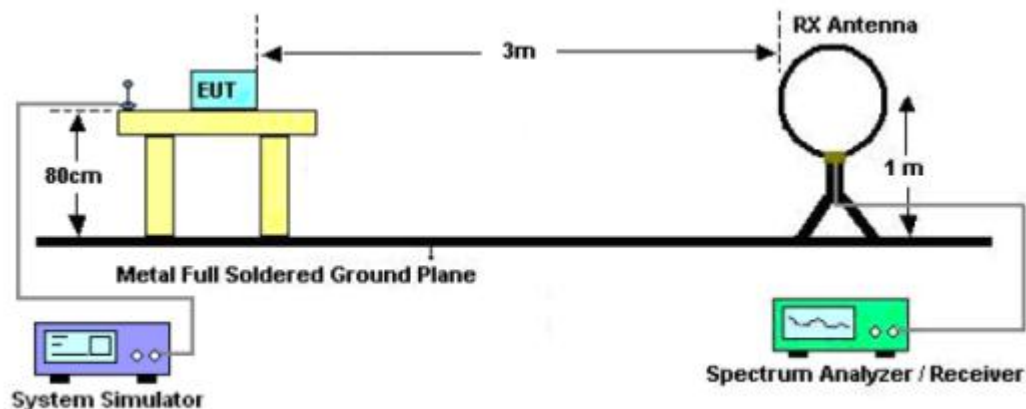 RX Antenna
3m
EUT
80cm
1 m
Metal Full Soldered Ground Plane
System Simulator
Spectrum Analyzer / Receiver